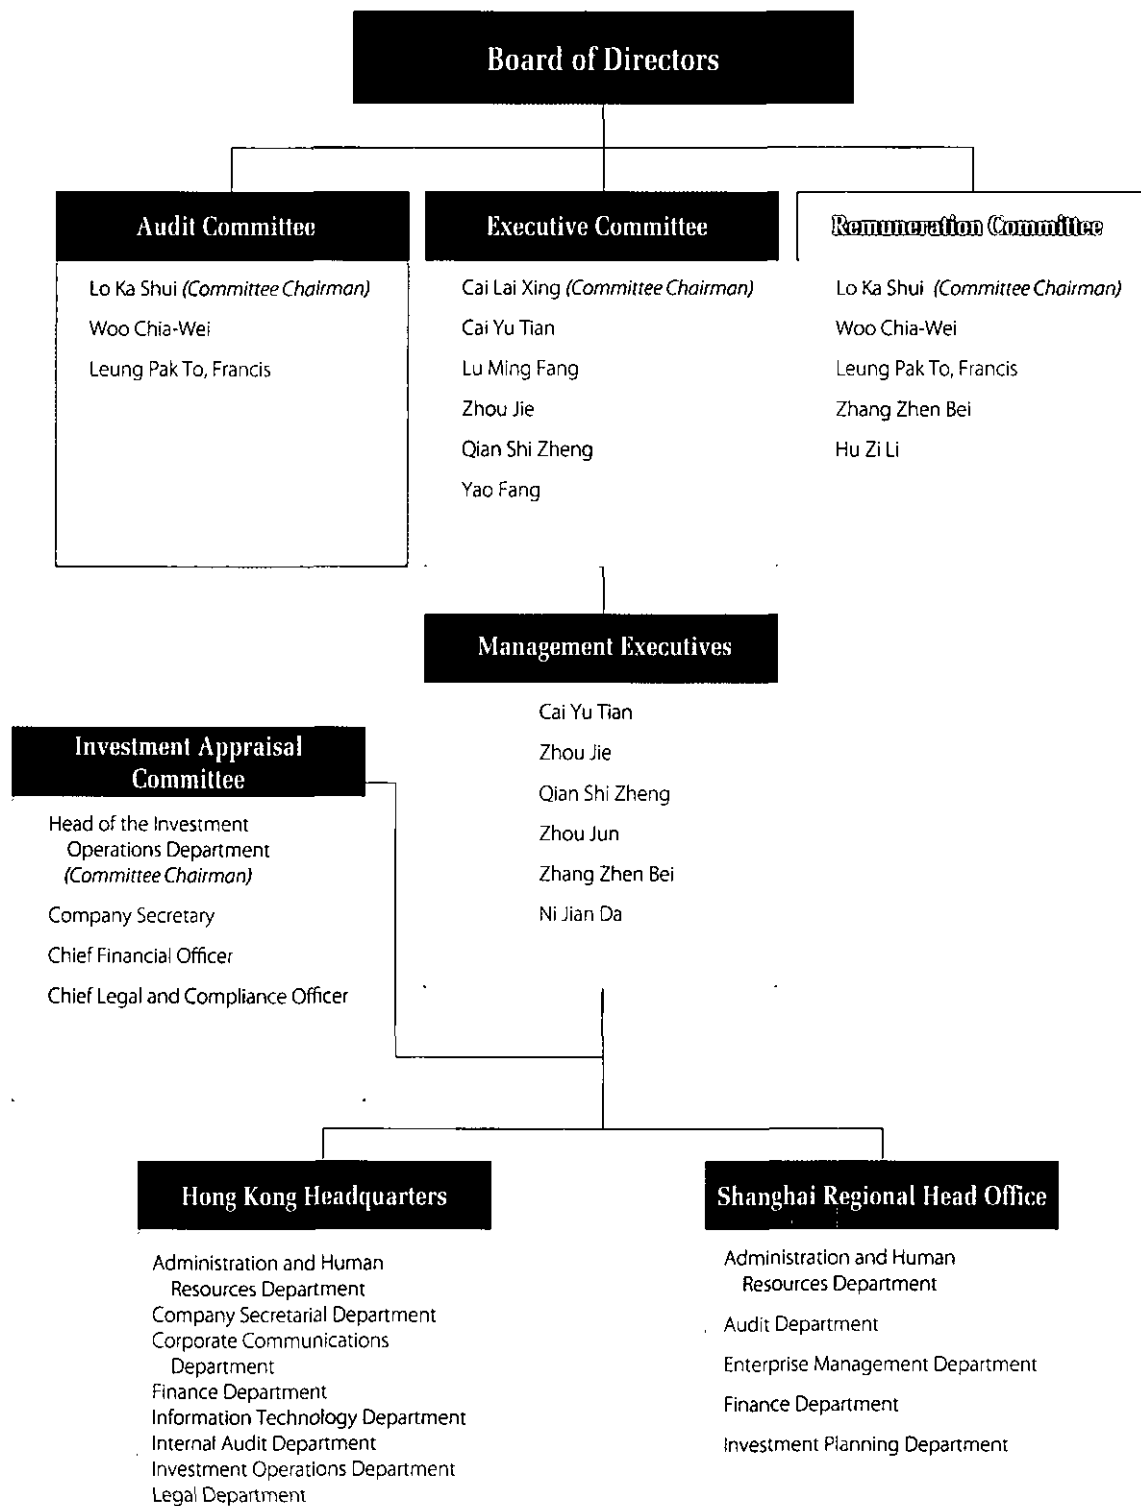 Board of Directors
Audit Committee
Lo Ka Shui (Committee Chairman)
Woo Chia-Wei
Leung Pak To, Francis
Executive Committee
Cai Lai Xing (Committee Chairman)
Cai Yu Tian
Lu Ming Fang
Zhou Jie
Qian Shi Zheng
Yao Fang
Remuneration Committee
Lo Ka Shui (Committee Chairman)
Woo Chia-Wei
Leung Pak To, Francis
Zhang Zhen Bei
Hu Zi Li
Management Executives
Cai Yu Tian
Zhou Jie
Qian Shi Zheng
Zhou Jun
Zhang Zhen Bei
Ni Jian Da
Investment Appraisal
Committee
Head of the Investment
Operations Department
(Committee Chairman)
Company Secretary
Chief Financial Officer
Chief Legal and Compliance Officer
Hong Kong Headquarters
Administration and Human
Resources Department
Company Secretarial Department
Corporate Communications
Department
Finance Department
Information Technology Department
Internal Audit Department
Investment Operations Department
Legal Department
Shanghai Regional Head Office
Administration and Human
Resources Department
Audit Department
Enterprise Management Department
Finance Department
Investment Planning Department